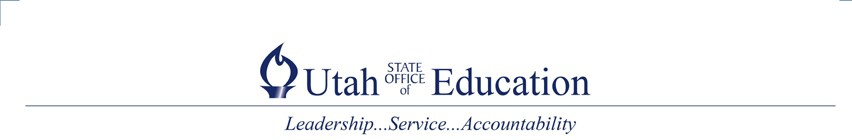 Utah STATE OFFICE of Education
Leadership...Service...Accountability